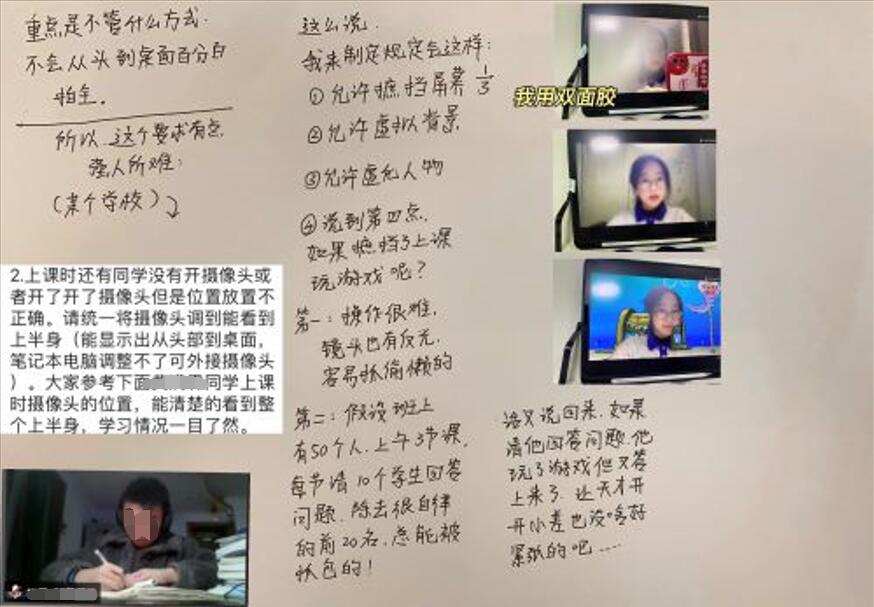 重点是不管什么方式.
不会从头到桌面百分百
拍全。
所以.这个要求有点
强人所难:
(某个学校)
2.上课时还有同学没有开摄像头或
者开了开了摄像头但是位置放置不
正确。请统一将摄像头调到能看到
上半身（能显示出从头部到桌面，
笔记本电脑调整不了可外接摄像头
）。大家参考下面
同学上课
时摄像头的位置，能清楚的看到整
个上半身，学习情况一目了然。
这么说.
我来制定规定会这样:
①允许遮挡屏幕 1/3
②允许虚拟背景
③允许虚化人物
④说到第四点.
如果遮挡了上课
玩游戏呢?
第一:操作很难,
镜头也有反光.
容易抓偷懒的
第二:假设班上
有50个人.上午3节课,
每节请10个学生回答
问题.除去很自律
的前20名.总能被
抓包的!
我用双面胶
话又说回来.如果
请他回答问题.他
玩了游戏但又答
上来了.让天才开
开小差也没啥好
紧张的吧……